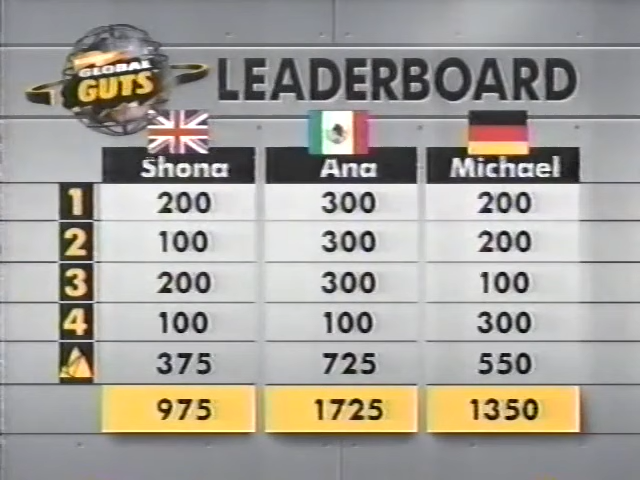 GLOBAL
GUTS
LEADERBOARD
Shona Ana Michael
1 200 300 200
2 100 300 200
3 200 300 100
4 100 100 300
375 725 550
975 1725 1350